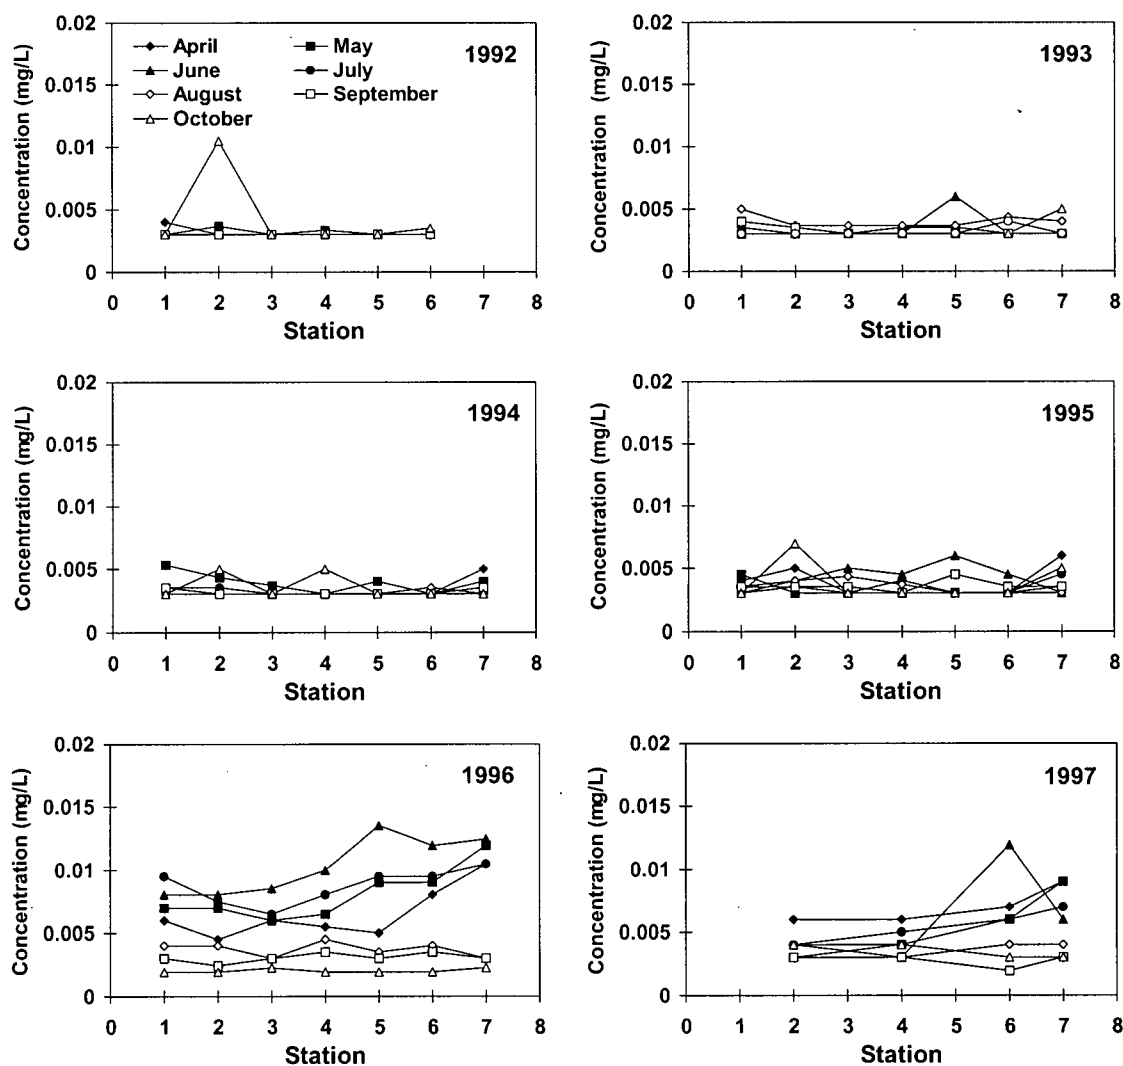 Concentration (mg/L)
0.02
0.015
0.01
0.005
0
1992
April
May
June
July
August
September
October
0 1 2 3 4 5 6 7 8
Station
Concentration (mg/L)
0.02
0.015
0.01
0.005
0
1993
0 1 2 3 4 5 6 7 8
Station
Concentration (mg/L)
0.02
0.015
0.01
0.005
0
1994
0 1 2 3 4 5 6 7 8
Station
Concentration (mg/L)
0.02
0.015
0.01
0.005
0
1995
0 1 2 3 4 5 6 7 8
Station
Concentration (mg/L)
0.02
0.015
0.01
0.005
0
1996
0 1 2 3 4 5 6 7 8
Station
Concentration (mg/L)
0.02
0.015
0.01
0.005
0
1997
0 1 2 3 4 5 6 7 8
Station